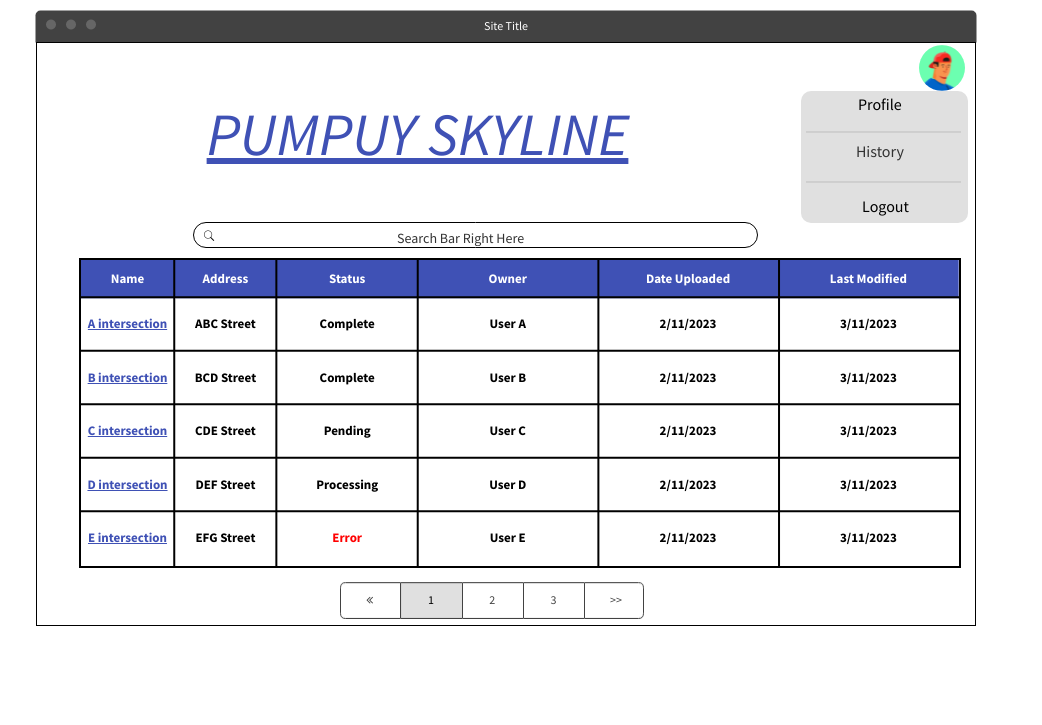 Site Title
Profile
PUMPUY SKYLINE
History
Logout
Search Bar Right Here
Name Address Status Owner Date Uploaded Last Modified
A intersection ABC Street Complete User A 2/11/2023 3/11/2023
B intersection BCD Street Complete User B 2/11/2023 3/11/2023
C intersection CDE Street Pending User C 2/11/2023 3/11/2023
D intersection DEF Street Processing User D 2/11/2023 3/11/2023
E intersection EFG Street Error User E 2/11/2023 3/11/2023
« 1 2 3 >>